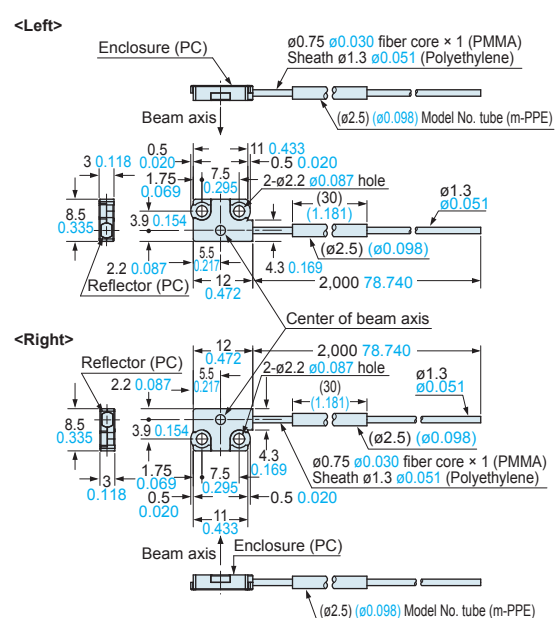 <Left>
Enclosure (PC)
ø0.75 ø0.030 fiber core × 1 (PMMA)
Sheath ø1.3 ø0.051 (Polyethylene)
(ø2.5) (ø0.098) Model No. tube (m-PPE)
Beam axis
0.5
0.020
11 0.433
3 0.118
0.5 0.020
1.75
0.069
7.5
0.295
2-ø2.2 ø0.087 hole
(30)
(1.181)
ø1.3
ø0.051
8.5
0.335
3.9 0.154
(ø2.5) (ø0.098)
5.5
0.217
4.3 0.169
2.2 0.087
Reflector (PC)
12
0.472
2,000 78.740
Center of beam axis
<Right>
12
0.472
2,000 78.740
Reflector (PC)
2-ø2.2 ø0.087 hole
2.2 0.087
5.5
0.217
(30)
(1.181)
ø1.3
ø0.051
8.5
0.335
3.9 0.154
(ø2.5) (ø0.098)
4.3
0.169
ø0.75 ø0.030 fiber core × 1 (PMMA)
Sheath ø1.3 ø0.051 (Polyethylene)
3
0.118
1.75
0.069
7.5
0.295
0.5
0.020
0.5 0.020
11
0.433
Beam axis
Enclosure (PC)
(ø2.5) (ø0.098) Model No. tube (m-PPE)